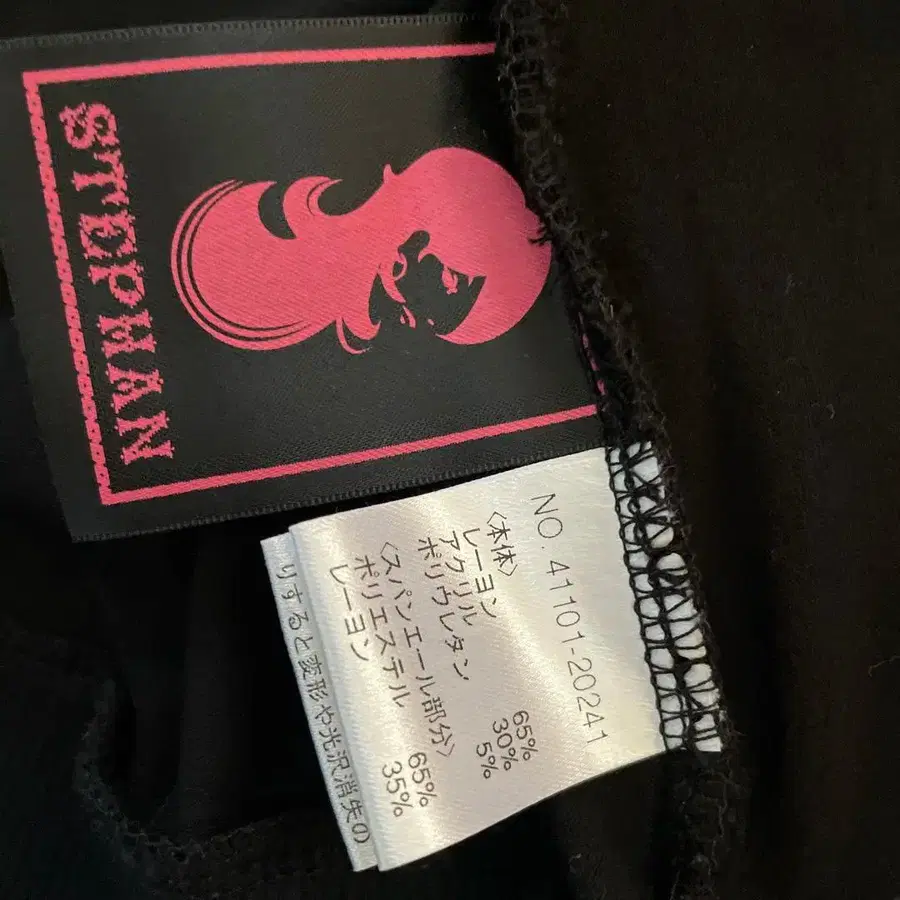 STEPHAN
NO. 41101-20241
〈本体〉
レーヨン 65%
アクリル 30%
ポリウレタン 5%
〈スパンエール部分〉
ポリエステル 65%
レーヨン 35%
りすると変形や光沢消失の